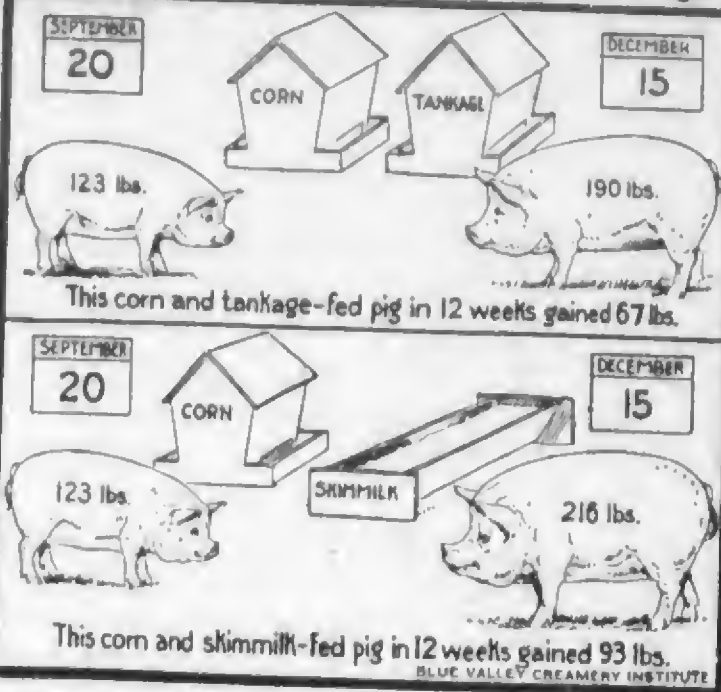 SEPTEMBER
20
CORN
TANKAGE
DECEMBER
15
123 lbs.
190 lbs.
This corn and tankage-fed pig in 12 weeks gained 67 lbs.
SEPTEMBER
20
CORN
SKIMMILK
DECEMBER
15
123 lbs.
216 lbs.
This corn and skimmilk-fed pig in 12 weeks gained 93 lbs.
BLUE VALLEY CREAMERY INSTITUTE